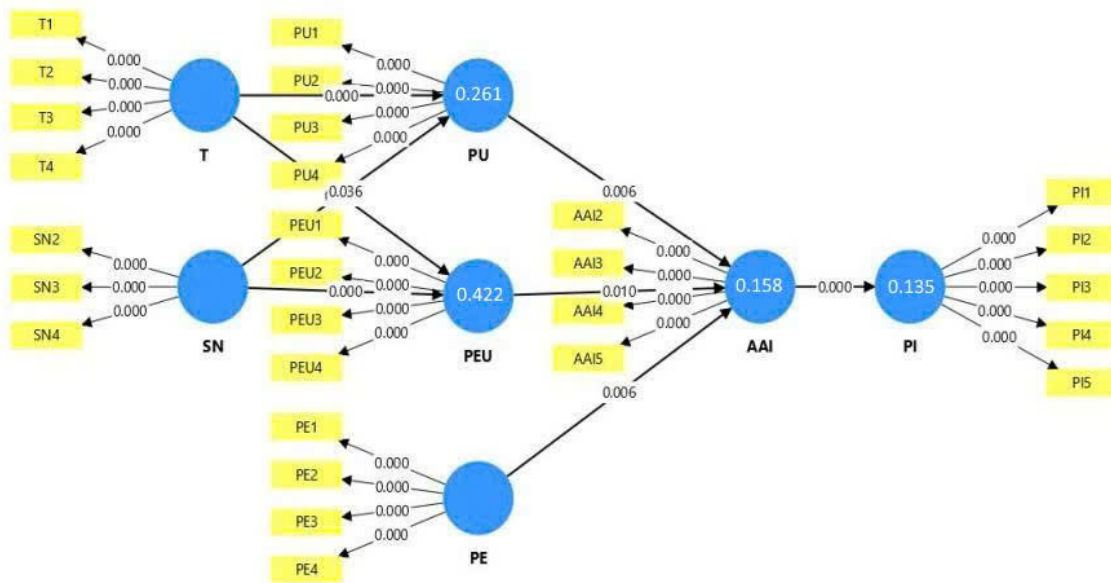 T1
T2
T3
T4
0.000
0.000
0.000
0.000
T
SN2
SN3
SN4
0.000
0.000
0.000
SN
PU1
PU2
PU3
PU4
0.000
0.000
0.000
0.000
0.000
0.261
PU
0.036
PEU1
PEU2
PEU3
PEU4
0.000
0.000
0.000
0.000
0.000
0.422
PEU
PE1
PE2
PE3
PE4
0.000
0.000
0.000
0.000
PE
0.006
0.010
0.006
AAI2
AAI3
AAI4
AAI5
0.000
0.000
0.000
0.000
0.158
AAI
0.000
0.135
PI
0.000
0.000
0.000
0.000
0.000
PI1
PI2
PI3
PI4
PI5